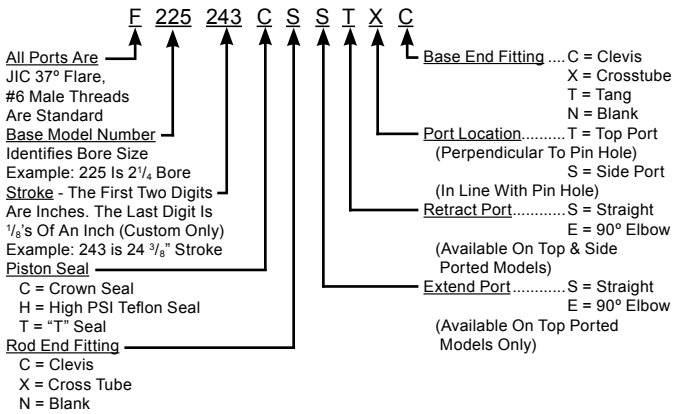 F 225 243 C S S T X C
All Ports Are
JIC 37º Flare,
#6 Male Threads
Are Standard
Base Model Number
Identifies Bore Size
Example: 225 Is 2 1/4 Bore
Stroke - The First Two Digits
Are Inches. The Last Digit Is
1/8's Of An Inch (Custom Only)
Example: 243 is 24 3/8" Stroke
Piston Seal
C = Crown Seal
H = High PSI Teflon Seal
T = “T” Seal
Rod End Fitting
C = Clevis
X = Cross Tube
N = Blank
Base End Fitting ....C = Clevis
X = Crosstube
T = Tang
N = Blank
Port Location..........T = Top Port
(Perpendicular To Pin Hole)
S = Side Port
(In Line With Pin Hole)
Retract Port............S = Straight
E = 90º Elbow
(Available On Top & Side
Ported Models)
Extend Port............S = Straight
E = 90º Elbow
(Available On Top Ported
Models Only)